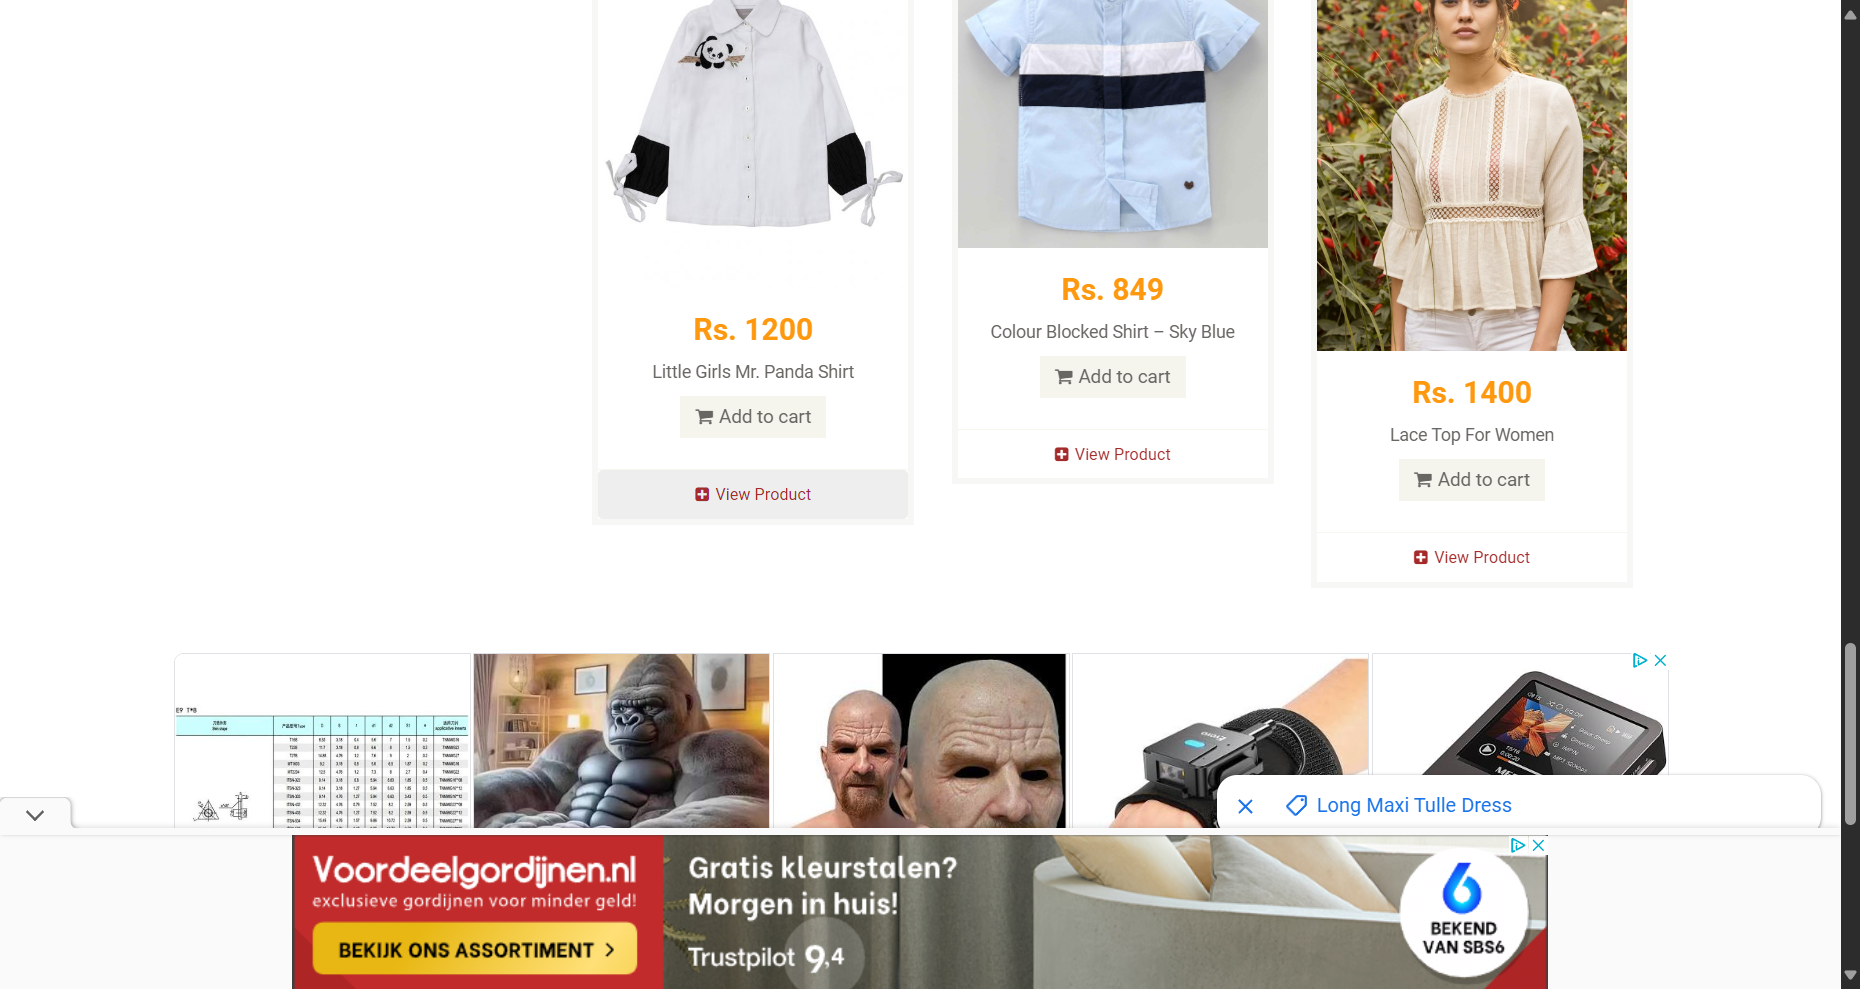 Rs. 1200
Little Girls Mr. Panda Shirt
Add to cart
View Product
Rs. 849
Colour Blocked Shirt – Sky Blue
Add to cart
View Product
Rs. 1400
Lace Top For Women
Add to cart
View Product
Long Maxi Tulle Dress
Voordeelgordijnen.nl
exclusieve gordijnen voor minder geld!
BEKIJK ONS ASSORTIMENT
Gratis kleurstalen?
Morgen in huis!
Trustpilot 9,4
6
BEKEND
VAN SBS6